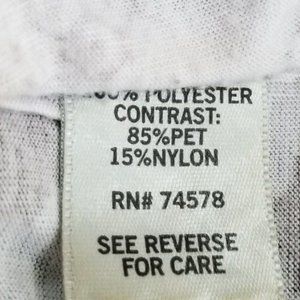 POLYESTER
CONTRAST:
85%PET
15%NYLON
RN# 74578
SEE REVERSE
FOR CARE